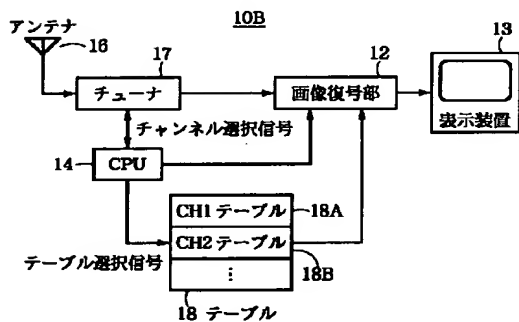 10B
アンテナ
16
17
チューナ
12
画像復号部
13
表示装置
チャンネル選択信号
14
CPU
CH1 テーブル
18A
CH2 テーブル
18B
テーブル選択信号
⋮
18 テーブル